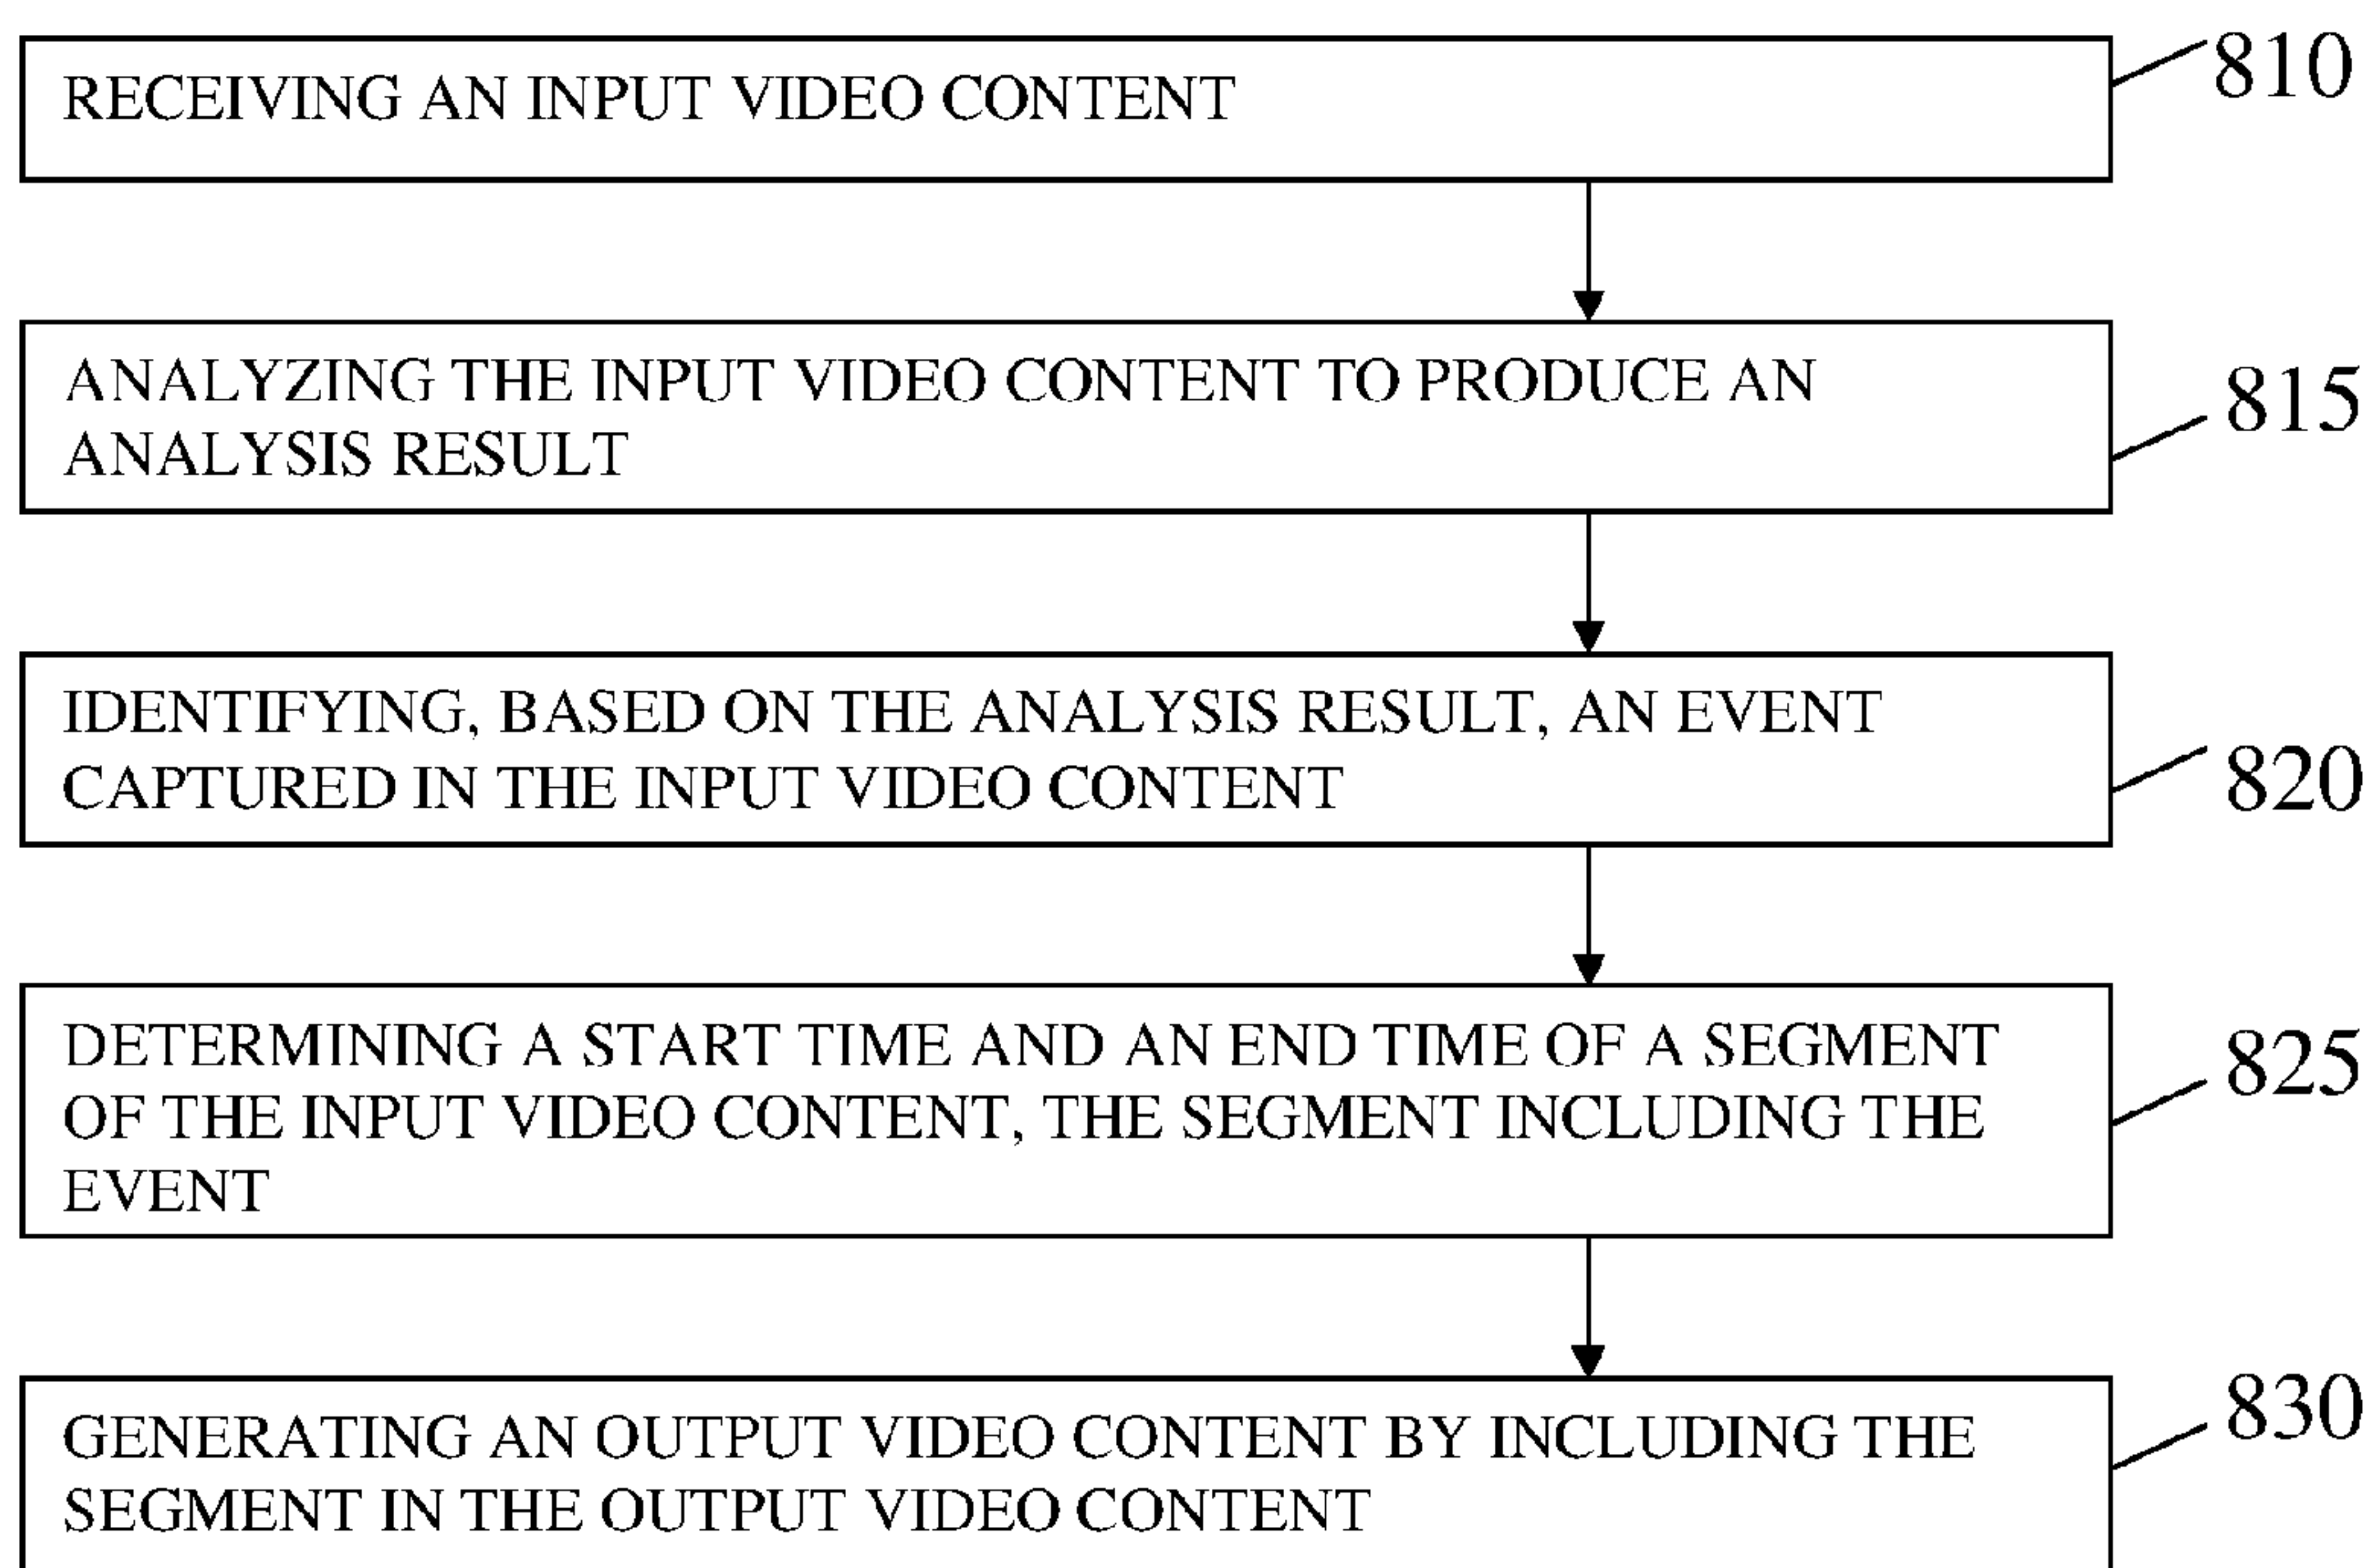 RECEIVING AN INPUT VIDEO CONTENT
810
ANALYZING THE INPUT VIDEO CONTENT TO PRODUCE AN
ANALYSIS RESULT
815
IDENTIFYING, BASED ON THE ANALYSIS RESULT, AN EVENT
CAPTURED IN THE INPUT VIDEO CONTENT
820
DETERMINING A START TIME AND AN END TIME OF A SEGMENT
OF THE INPUT VIDEO CONTENT, THE SEGMENT INCLUDING THE
EVENT
825
GENERATING AN OUTPUT VIDEO CONTENT BY INCLUDING THE
SEGMENT IN THE OUTPUT VIDEO CONTENT
830